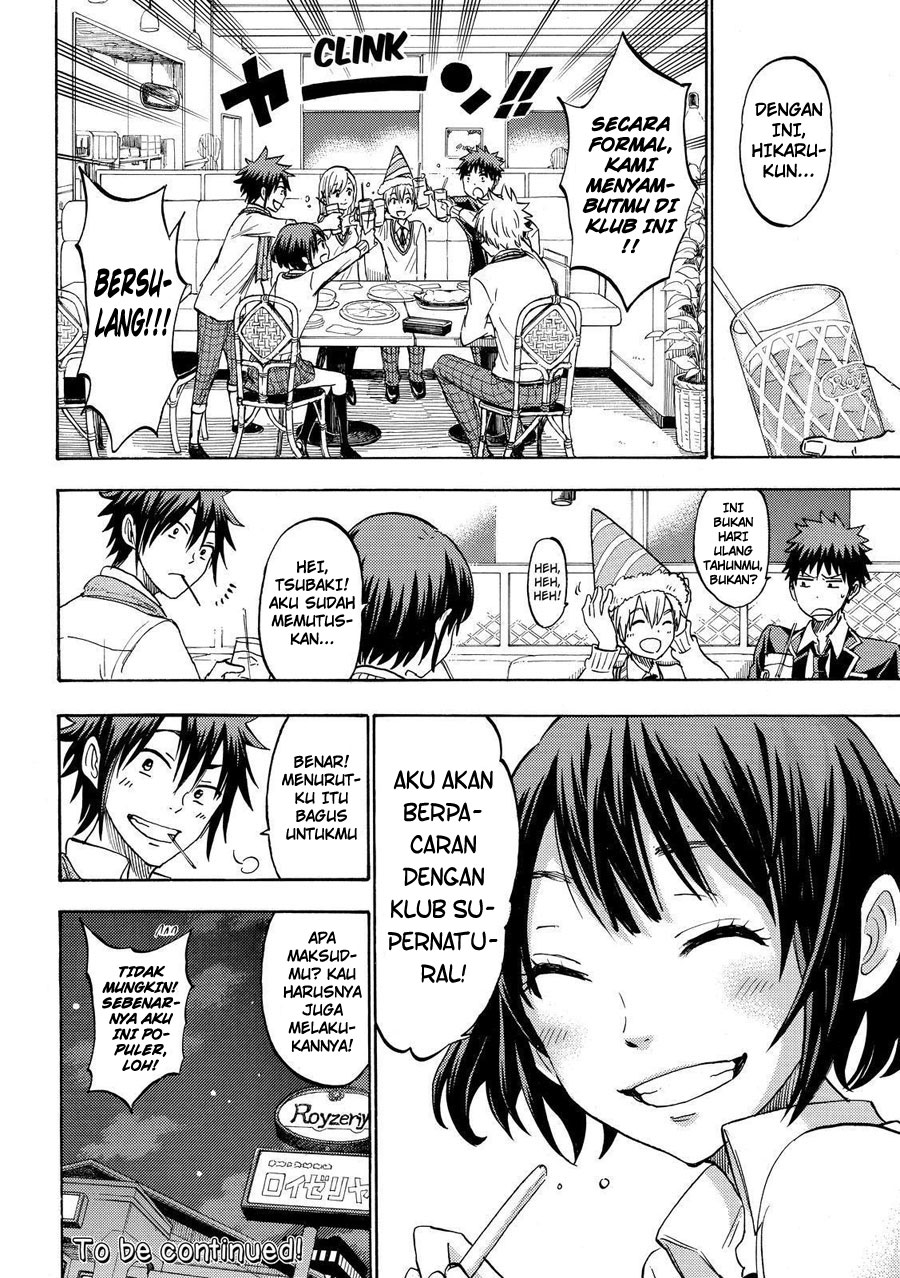 DENGAN
INI,
HIKARU-
KUN...
SECARA
FORMAL,
KAMI
MENYAM-
BUTMU DI
KLUB INI
!!
CLINK
カーン!!
BERSU-
LANG!!!
INI
BUKAN
HARI
ULANG
TAHUNMU,
BUKAN?
HEH,
HEH,
HEH!
HEI,
TSUBAKI!
AKU SUDAH
MEMUTUS-
KAN...
AKU AKAN
BERPA-
CARAN
DENGAN
KLUB SU-
PERNATU-
RAL!
BENAR!
MENURUT-
KU ITU
BAGUS
UNTUKMU
APA
MAKSUD-
MU? KAU
HARUSNYA
JUGA
MELAKU-
KANNYA!
TIDAK
MUNGKIN!
SEBENAR-
NYA AKU
INI PO-
PULER,
LOH!
Royzeriy
ロイゼリヤ
To be continued!